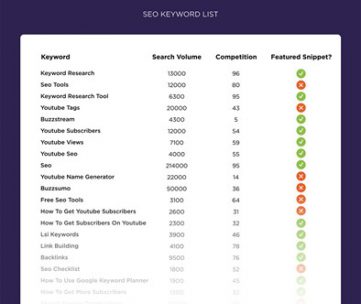 SEO KEYWORD LIST
Keyword Search Volume Competition Featured Snippet?
Keyword Research 13000 96
Seo Tools 12000 80
Keyword Research Tool 6300 95
Youtube Tags 20000 43
Buzzstream 4300 5
Youtube Subscribers 12000 54
Youtube Views 7100 59
Youtube Seo 4000 55
Seo 214000 95
Youtube Name Generator 22000 14
Buzzsumo 50000 36
Free Seo Tools 3100 64
How To Get Youtube Subscribers 2600 31
How To Get Subscribers On Youtube 2300 32
Lsi Keywords 3900 46
Link Building 4100 78
Backlinks 9500 76
Seo Checklist 1800 52
How To Use Google Keyword Planner 1900 45
How To Get More Subscribers